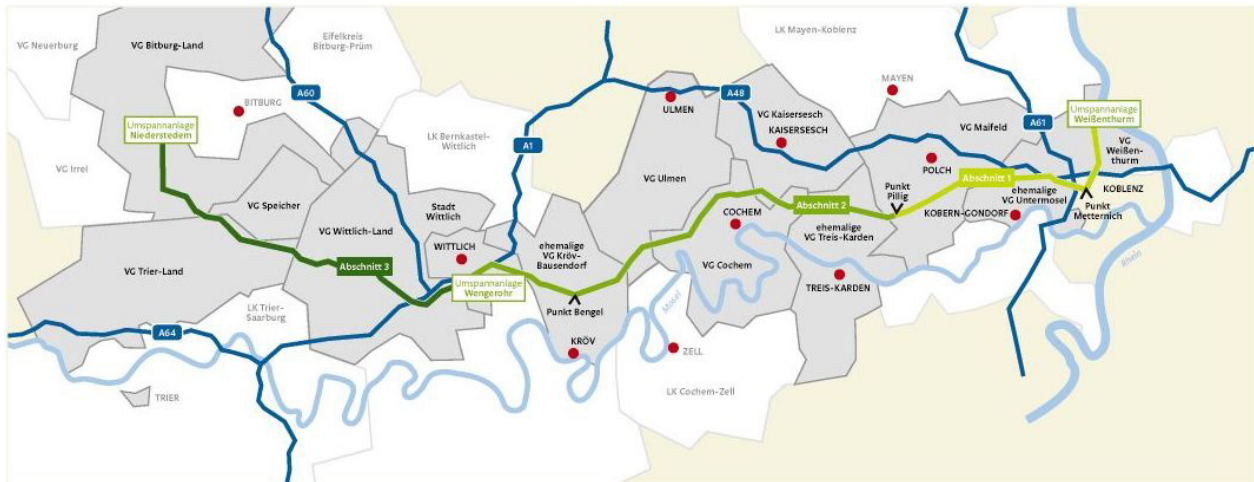 VG Neuerburg
VG Bitburg-Land
Eifelkreis
Bitburg-Prüm
LK Mayen-Koblenz
A60
BITBURG
Umspannanlage
Niederstedem
VG Irrel
LK Bernkastel-
Wittlich
A1
ULMEN
A48
VG Kaisersesch
KAISERSESCH
MAYEN
VG Maifeld
A61
Umspannanlage
Weißenthurm
VG
Weißen-
thurm
POLCH
VG Speicher
VG Ulmen
Abschnitt 1
Punkt
Pillig
ehemalige
VG Untermosel
KOBLENZ
Punkt
Metternich
KOBERN-GONDORF
Abschnitt 2
Stadt
Wittlich
VG Wittlich-Land
WITTLICH
ehemalige
VG Kröv-
Bausendorf
COCHEM
ehemalige
VG Treis-Karden
VG Trier-Land
Abschnitt 3
VG Cochem
TREIS-KARDEN
Rhein
Umspannanlage
Wengerohr
Mosel
Punkt Bengel
LK Trier-
Saarburg
A64
KRÖV
ZELL
LK Cochem-Zell
TRIER